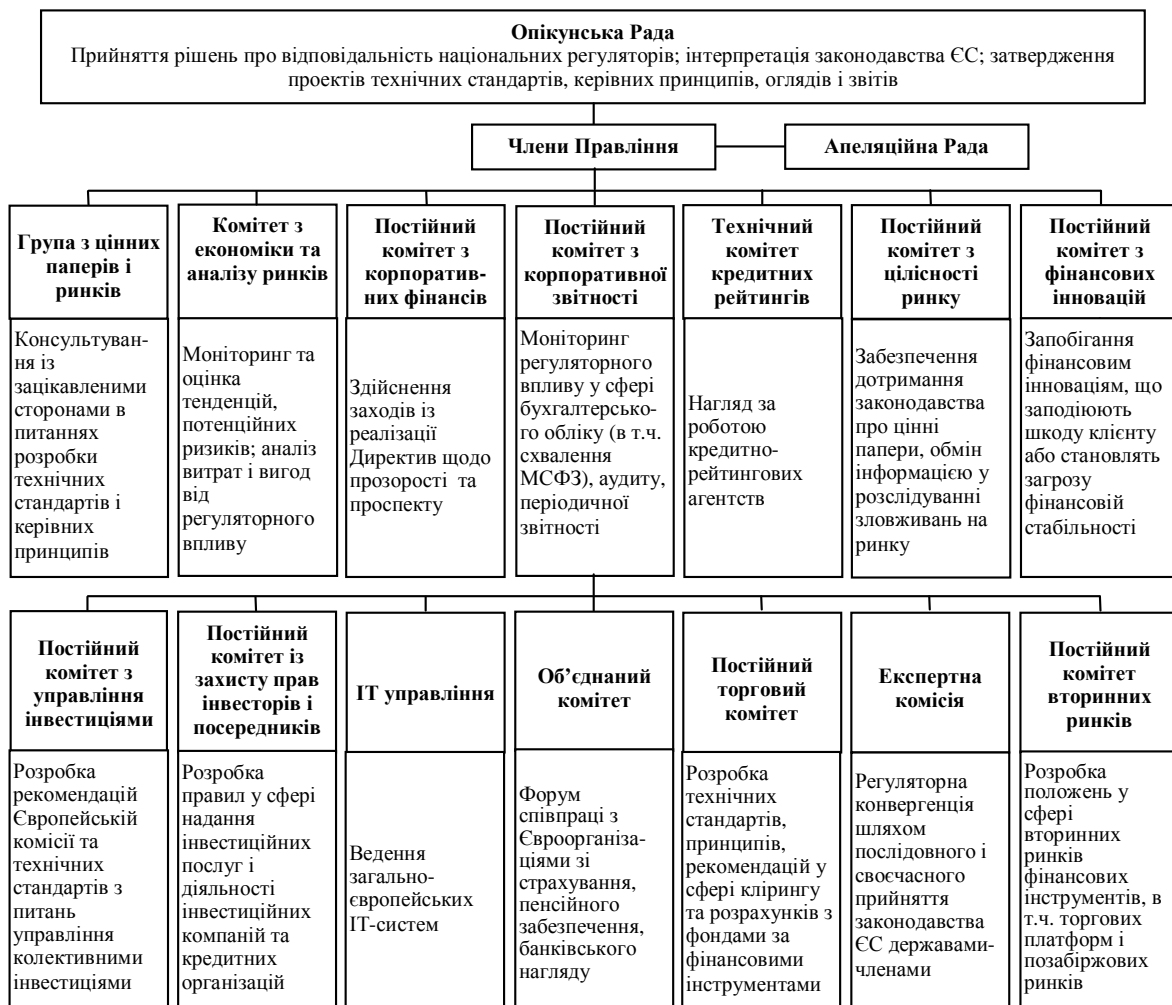 Опікунська Рада
Прийняття рішень про відповідальність національних регуляторів; інтерпретація законодавства ЄС; затвердження
проектів технічних стандартів, керівних принципів, оглядів і звітів
Члени Правління
Апеляційна Рада
Група з цінних
паперів і
ринків
Консультуван-
ня із
зацікавленими
сторонами в
питаннях
розробки
технічних
стандартів і
керівних
принципів
Комітет з
економіки та
аналізу ринків
Моніторинг та
оцінка
тенденцій,
потенційних
ризиків; аналіз
витрат і вигод
від
регуляторного
впливу
Постійний
комітет з
корпоратив-
них фінансів
Здійснення
заходів із
реалізації
Директив щодо
прозорості та
проспекту
Постійний
комітет з
корпоративної
звітності
Моніторинг
регуляторного
впливу у сфері
бухгалтерсько-
го обліку (в т.ч.
схвалення
МСФЗ), аудиту,
періодичної
звітності
Технічний
комітет
кредитних
рейтингів
Нагляд за
роботою
кредитно-
рейтингових
агентств
Постійний
комітет з
цілісності
ринку
Забезпечення
дотримання
законодавства
про цінні
папери, обмін
інформацією у
розслідуванні
зловживань на
ринку
Постійний
комітет з
фінансових
інновацій
Запобігання
фінансовим
інноваціям, що
заподіюють
шкоду клієнту
або становлять
загрозу
фінансовій
стабільності
Постійний
комітет з
управління
інвестиціями
Розробка
рекомендацій
Європейській
комісії та
технічних
стандартів з
питань
управління
колективними
інвестиціями
Постійний
комітет із
захисту прав
інвесторів і
посередників
Розробка
правил у сфері
надання
інвестиційних
послуг і
діяльності
інвестиційних
компаній та
кредитних
організацій
ІТ управління
Ведення
загально-
європейських
ІТ-систем
Об’єднаний
комітет
Форум
співпраці з
Євроорганіза-
ціями зі
страхування,
пенсійного
забезпечення,
банківського
нагляду
Постійний
торговий
комітет
Розробка
технічних
стандартів,
принципів,
рекомендацій у
сфері клірингу
та розрахунків з
фондами за
фінансовими
інструментами
Експертна
комісія
Регуляторна
конвергенція
шляхом
послідовного і
своєчасного
прийняття
законодавства
ЄС державами-
членами
Постійний
комітет
вторинних
ринків
Розробка
положень у
сфері
вторинних
ринків
фінансових
інструментів, в
т.ч. торгових
платформ і
позабіржових
ринків